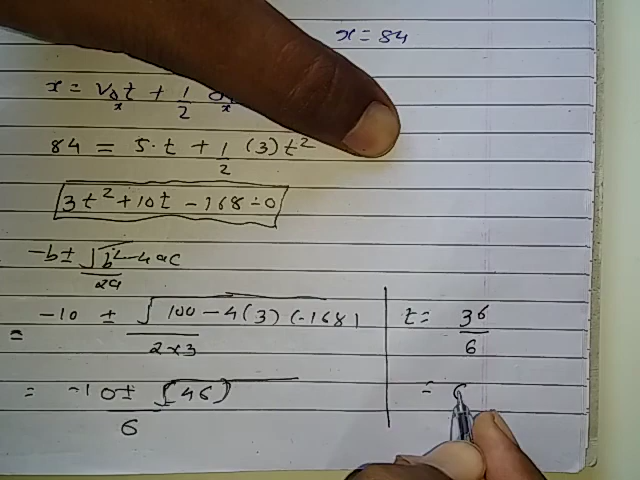 x = 84
x = V₀ₓt + 1/2
84 = 5·t + 1/2 (3)t²
3t² + 10t - 168 = 0
-b ± √b² - 4ac / 2a
= -10 ± √100 - 4(3)(-168) / 2×3
= -10 ± √(46) / 6
t = 36/6
= 6